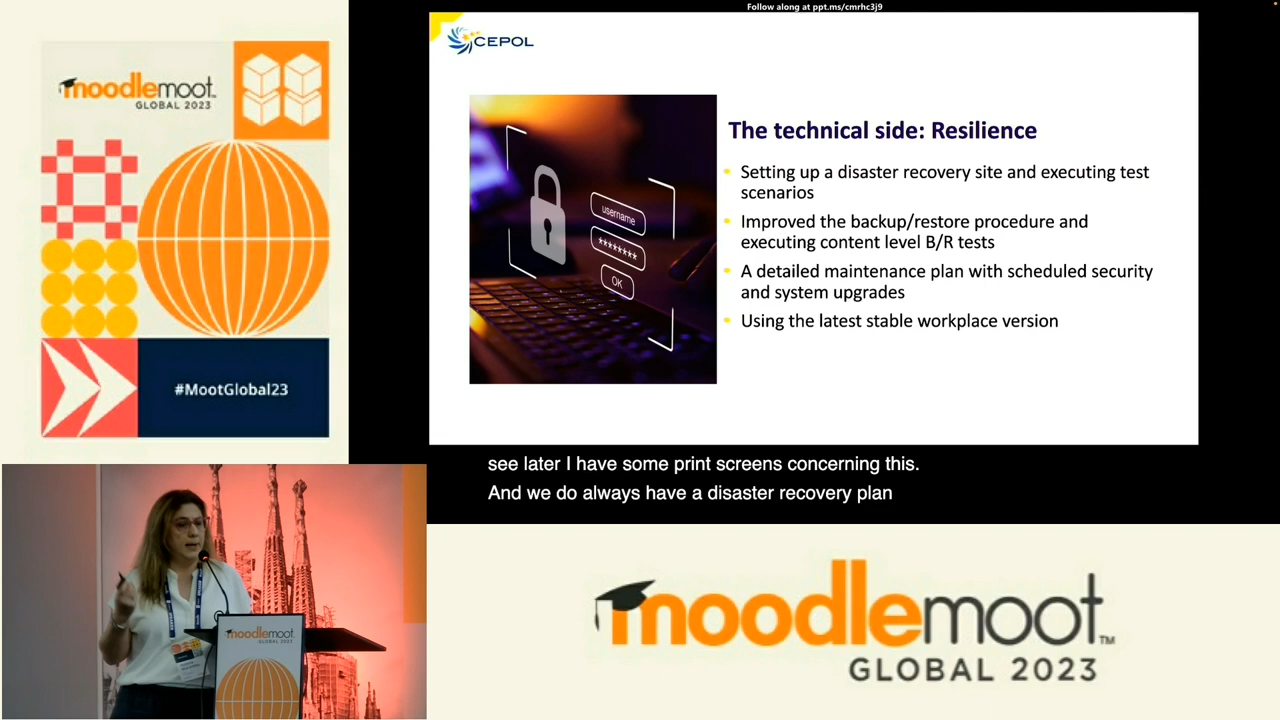 Follow along at ppt.ms/cmrhc3j9
moodlemoot
GLOBAL 2023
CEPOL
username
********
OK
The technical side: Resilience
Setting up a disaster recovery site and executing test
scenarios
Improved the backup/restore procedure and
executing content level B/R tests
A detailed maintenance plan with scheduled security
and system upgrades
Using the latest stable workplace version
#MootGlobal23
see later I have some print screens concerning this.
And we do always have a disaster recovery plan
moodlemoot
GLOBAL 2023
moodlemoot™
GLOBAL 2023